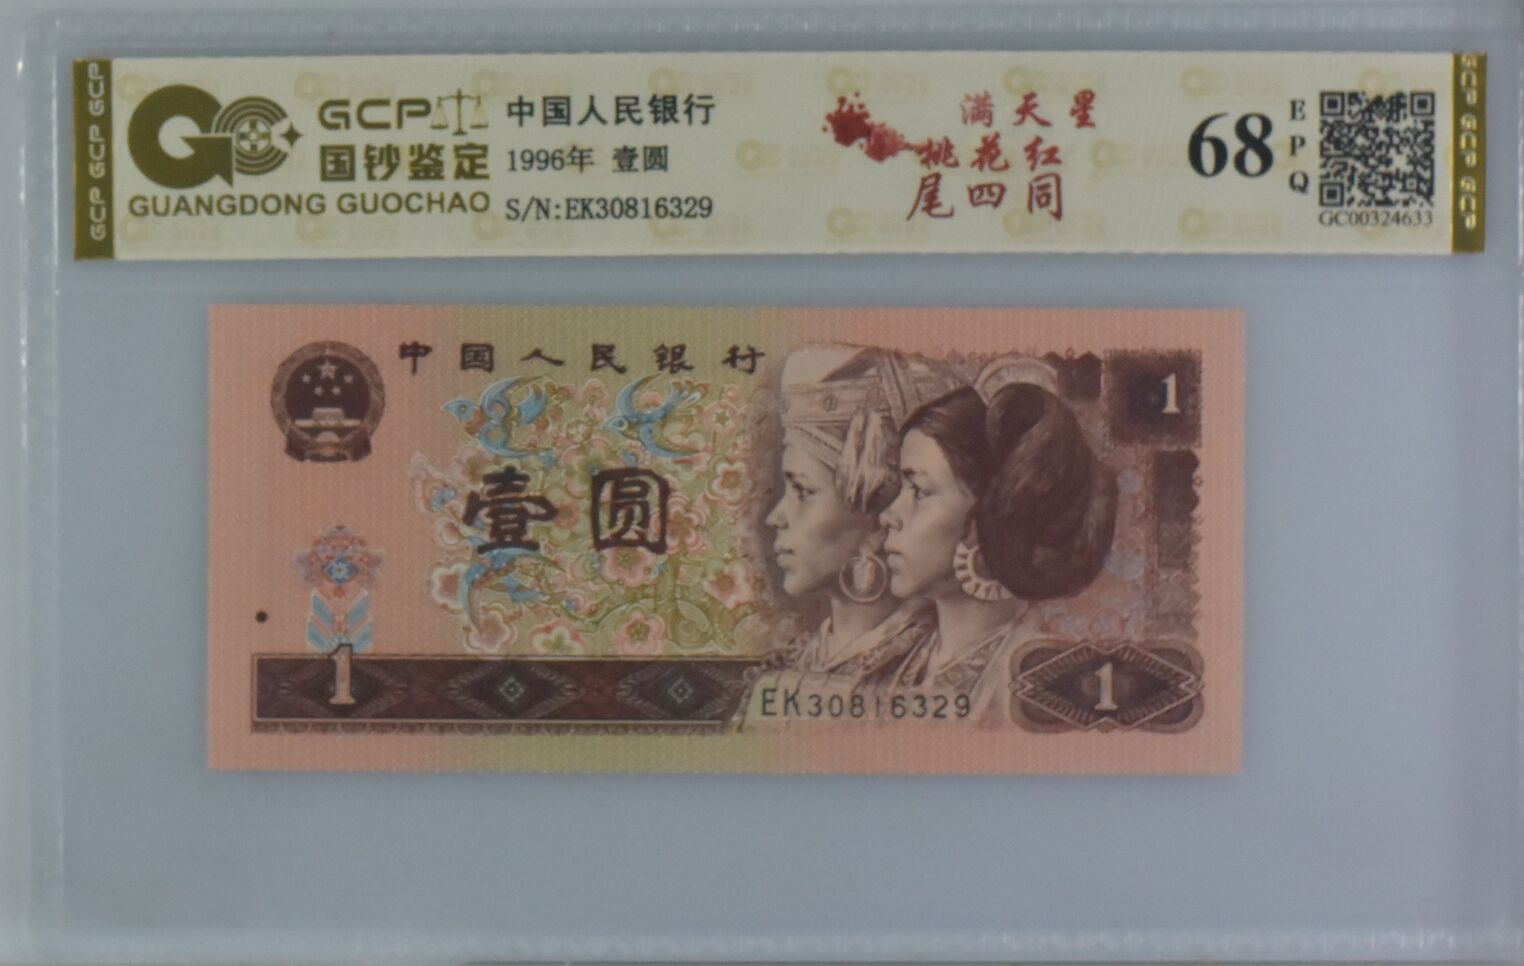 GCP GCP GCP
GCP
国钞鉴定
GUANGDONG GUOCHAO
中国人民银行
1996年 壹圆
S/N:EK30816329
满天星
桃花红
尾四同
68
EPQ
GC00324633
GCP GCP GCP
中国人民银行
1
壹圆
1
EK30816329
1